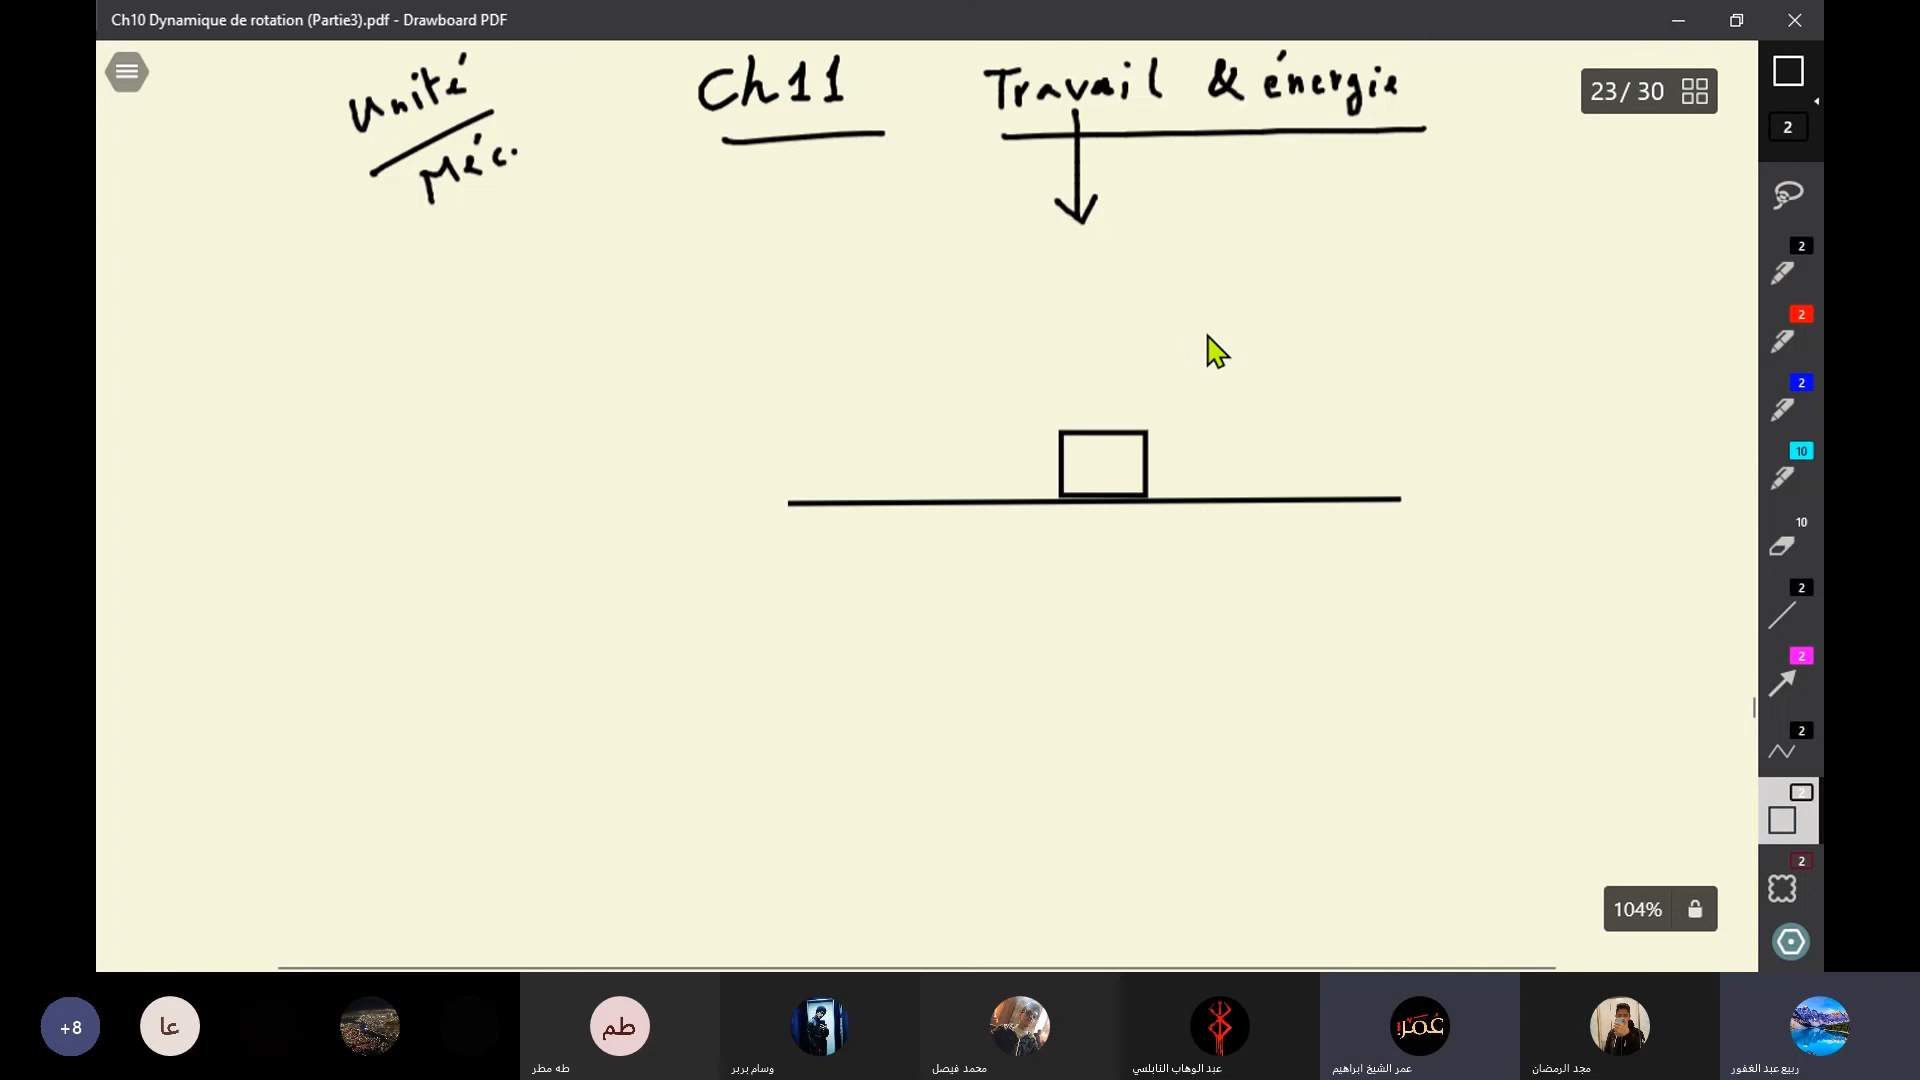 Ch10 Dynamique de rotation (Partie3).pdf - Drawboard PDF
Unité
Méc.
Ch11
Travail & énergie
23 / 30
2
2
2
2
10
10
2
2
2
2
2
104%
+8
عا
طم
عمر
طه مطر
وسام بربر
محمد فيصل
عبد الوهاب النابلسي
عمر الشيخ ابراهيم
مجد الرمضان
ربيع عبد الغفور